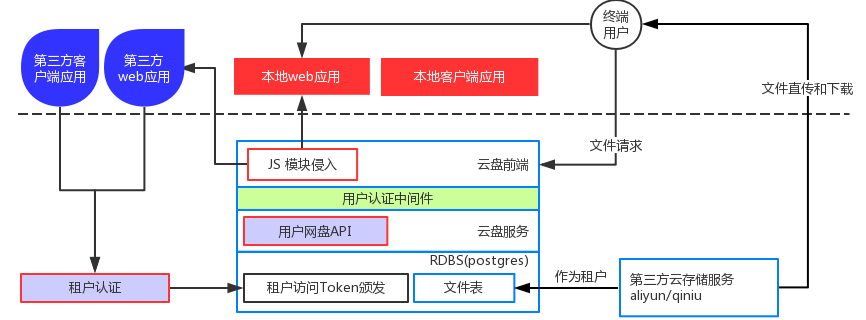 终端
用户
第三方客
户端应用
第三方
web应用
本地web应用
本地客户端应用
文件直传和下载
文件请求
JS 模块侵入
云盘前端
用户认证中间件
用户网盘API
云盘服务
RDBS(postgres)
租户认证
租户访问Token颁发
文件表
作为租户
第三方云存储服务
aliyun/qiniu